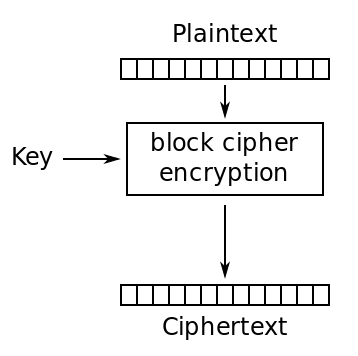 Plaintext
Key
block cipher
encryption
Ciphertext